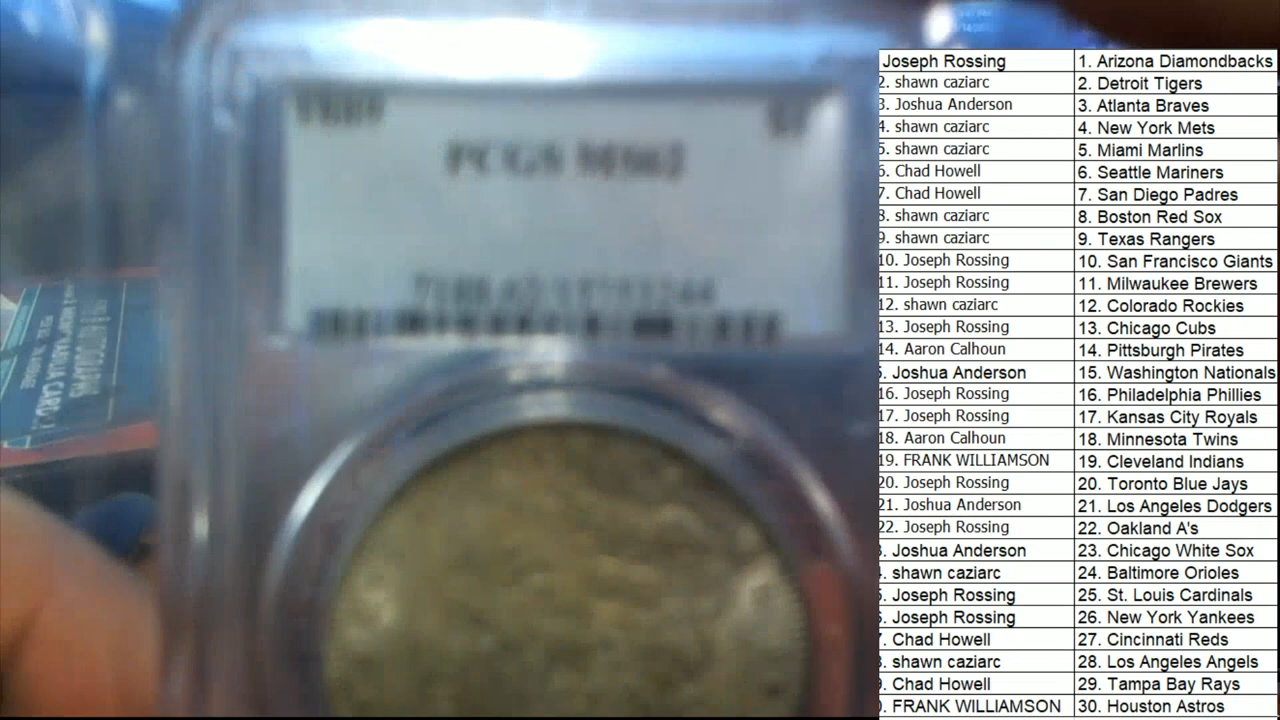 PCGS MS62
Joseph Rossing 1. Arizona Diamondbacks
2. shawn caziarc 2. Detroit Tigers
3. Joshua Anderson 3. Atlanta Braves
4. shawn caziarc 4. New York Mets
5. shawn caziarc 5. Miami Marlins
6. Chad Howell 6. Seattle Mariners
7. Chad Howell 7. San Diego Padres
8. shawn caziarc 8. Boston Red Sox
9. shawn caziarc 9. Texas Rangers
10. Joseph Rossing 10. San Francisco Giants
11. Joseph Rossing 11. Milwaukee Brewers
12. shawn caziarc 12. Colorado Rockies
13. Joseph Rossing 13. Chicago Cubs
14. Aaron Calhoun 14. Pittsburgh Pirates
. Joshua Anderson 15. Washington Nationals
16. Joseph Rossing 16. Philadelphia Phillies
17. Joseph Rossing 17. Kansas City Royals
18. Aaron Calhoun 18. Minnesota Twins
19. FRANK WILLIAMSON 19. Cleveland Indians
20. Joseph Rossing 20. Toronto Blue Jays
21. Joshua Anderson 21. Los Angeles Dodgers
22. Joseph Rossing 22. Oakland A's
. Joshua Anderson 23. Chicago White Sox
. shawn caziarc 24. Baltimore Orioles
. Joseph Rossing 25. St. Louis Cardinals
. Joseph Rossing 26. New York Yankees
. Chad Howell 27. Cincinnati Reds
. shawn caziarc 28. Los Angeles Angels
. Chad Howell 29. Tampa Bay Rays
. FRANK WILLIAMSON 30. Houston Astros